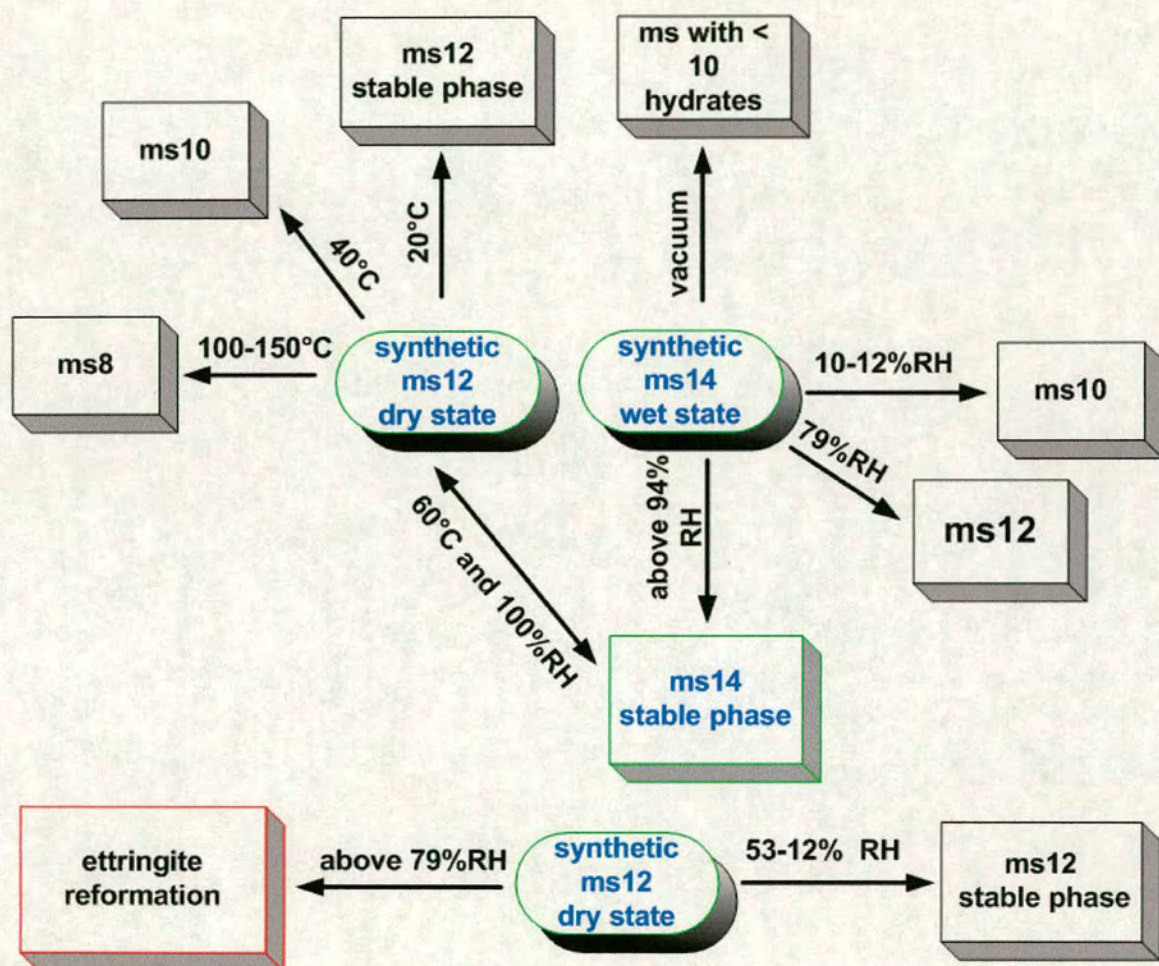 ms12
stable phase
ms with <
10
hydrates
ms10
40°C
20°C
vacuum
ms8
100-150°C
synthetic
ms12
dry state
synthetic
ms14
wet state
10-12%RH
ms10
79%RH
ms12
above 94%
RH
60°C and 100%RH
ms14
stable phase
ettringite
reformation
above 79%RH
synthetic
ms12
dry state
53-12% RH
ms12
stable phase